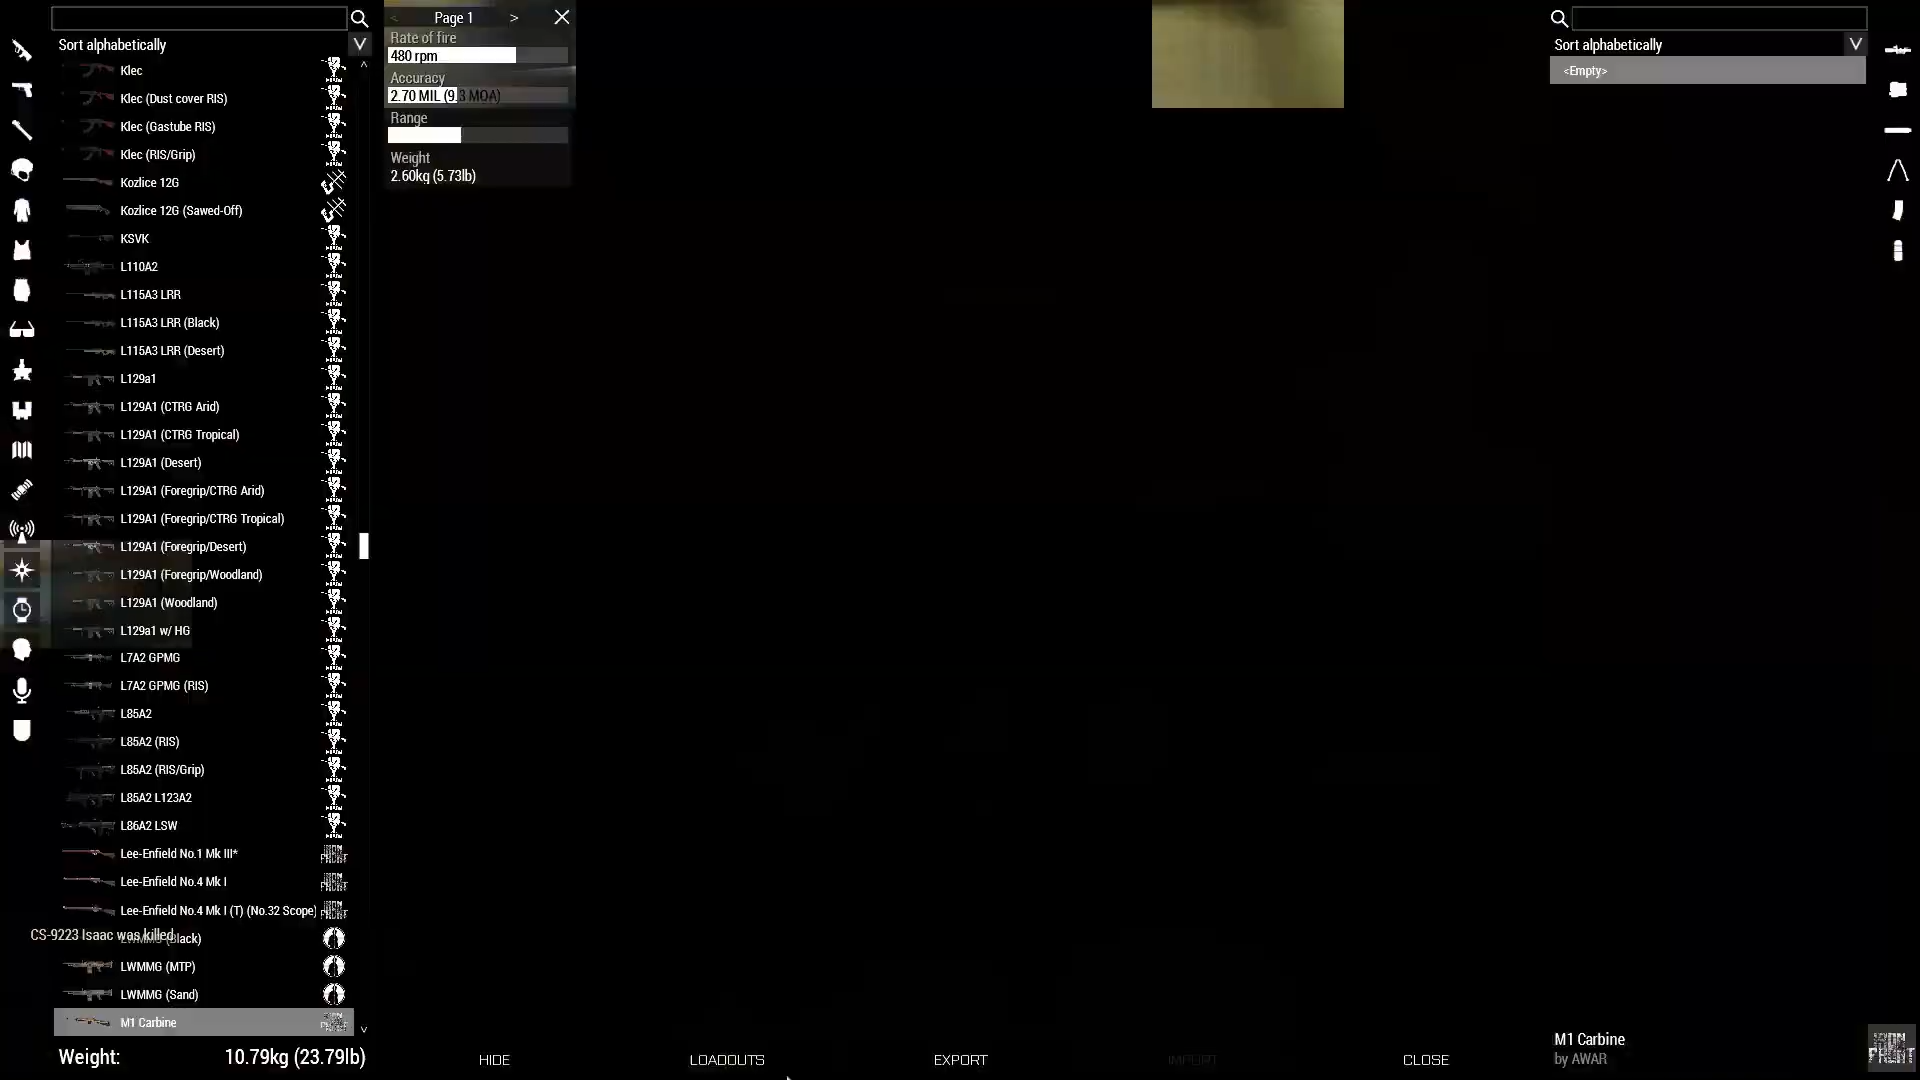 Sort alphabetically
V
Klec
Klec (Dust cover RIS)
Klec (Gastube RIS)
Klec (RIS/Grip)
Kozlice 12G
Kozlice 12G (Sawed-Off)
KSVK
L110A2
L115A3 LRR
L115A3 LRR (Black)
L115A3 LRR (Desert)
L129a1
L129A1 (CTRG Arid)
L129A1 (CTRG Tropical)
L129A1 (Desert)
L129A1 (Foregrip/CTRG Arid)
L129A1 (Foregrip/CTRG Tropical)
L129A1 (Foregrip/Desert)
L129A1 (Foregrip/Woodland)
L129A1 (Woodland)
L129a1 w/ HG
L7A2 GPMG
L7A2 GPMG (RIS)
L85A2
L85A2 (RIS)
L85A2 (RIS/Grip)
L85A2 L123A2
L86A2 LSW
Lee-Enfield No.1 Mk III*
Lee-Enfield No.4 Mk I
Lee-Enfield No.4 Mk I (T) (No.32 Scope)
CS-9223 Isaac was killed
LWMMG (Black)
LWMMG (MTP)
LWMMG (Sand)
M1 Carbine
Weight: 10.79kg (23.79lb)
< Page 1 >
Rate of fire
480 rpm
Accuracy
2.70 MIL (9.3 MOA)
Range
Weight
2.60kg (5.73lb)
HIDE
LOADOUTS
EXPORT
IMPORT
CLOSE
Sort alphabetically
V
<Empty>
M1 Carbine
by AWAR